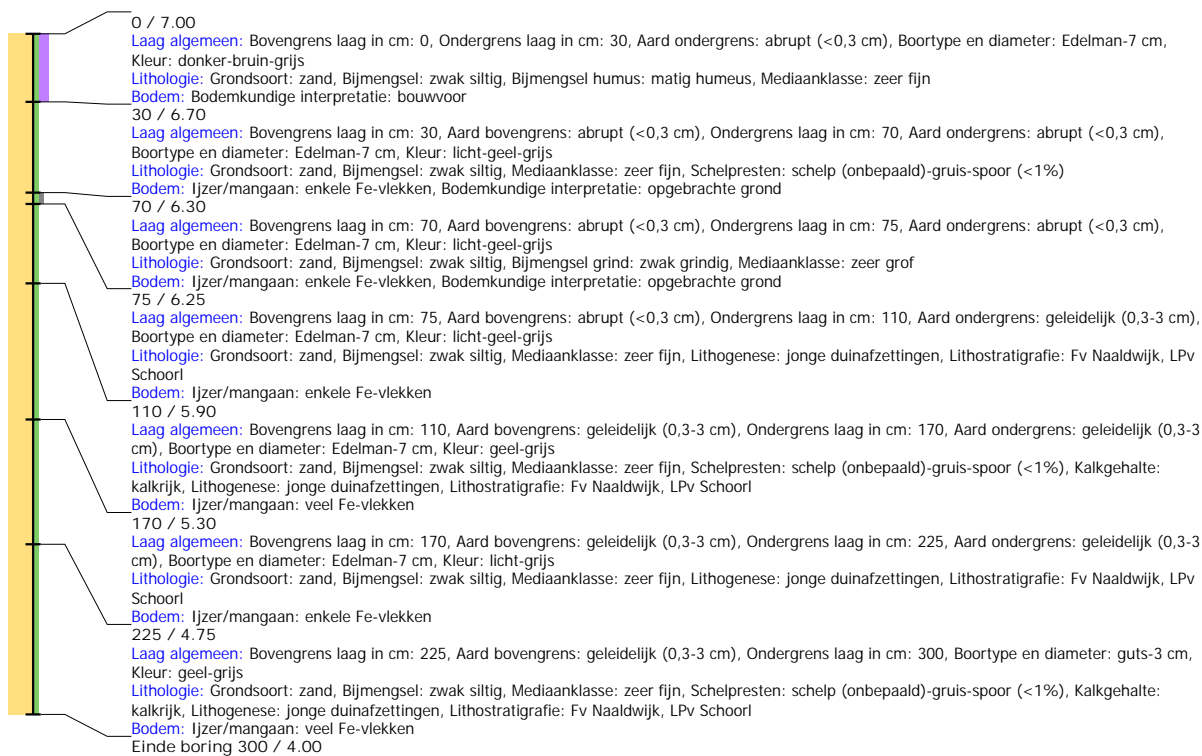 0 / 7.00
Laag algemeen: Bovengrens laag in cm: 0, Ondergrens laag in cm: 30, Aard ondergrens: abrupt (<0,3 cm), Boortype en diameter: Edelman-7 cm,
Kleur: donker-bruin-grijs
Lithologie: Grondsoort: zand, Bijmengsel: zwak siltig, Bijmengsel humus: matig humeus, Mediaanklasse: zeer fijn
Bodem: Bodemkundige interpretatie: bouwvoor
30 / 6.70
Laag algemeen: Bovengrens laag in cm: 30, Aard bovengrens: abrupt (<0,3 cm), Ondergrens laag in cm: 70, Aard ondergrens: abrupt (<0,3 cm),
Boortype en diameter: Edelman-7 cm, Kleur: licht-geel-grijs
Lithologie: Grondsoort: zand, Bijmengsel: zwak siltig, Mediaanklasse: zeer fijn, Schelpresten: schelp (onbepaald)-gruis-spoor (<1%)
Bodem: Ijzer/mangaan: enkele Fe-vlekken, Bodemkundige interpretatie: opgebrachte grond
70 / 6.30
Laag algemeen: Bovengrens laag in cm: 70, Aard bovengrens: abrupt (<0,3 cm), Ondergrens laag in cm: 75, Aard ondergrens: abrupt (<0,3 cm),
Boortype en diameter: Edelman-7 cm, Kleur: licht-geel-grijs
Lithologie: Grondsoort: zand, Bijmengsel: zwak siltig, Bijmengsel grind: zwak grindig, Mediaanklasse: zeer grof
Bodem: Ijzer/mangaan: enkele Fe-vlekken, Bodemkundige interpretatie: opgebrachte grond
75 / 6.25
Laag algemeen: Bovengrens laag in cm: 75, Aard bovengrens: abrupt (<0,3 cm), Ondergrens laag in cm: 110, Aard ondergrens: geleidelijk (0,3-3 cm),
Boortype en diameter: Edelman-7 cm, Kleur: licht-geel-grijs
Lithologie: Grondsoort: zand, Bijmengsel: zwak siltig, Mediaanklasse: zeer fijn, Lithogenese: jonge duinafzettingen, Lithostratigrafie: Fv Naaldwijk, LPv
Schoorl
Bodem: Ijzer/mangaan: enkele Fe-vlekken
110 / 5.90
Laag algemeen: Bovengrens laag in cm: 110, Aard bovengrens: geleidelijk (0,3-3 cm), Ondergrens laag in cm: 170, Aard ondergrens: geleidelijk (0,3-3
cm), Boortype en diameter: Edelman-7 cm, Kleur: geel-grijs
Lithologie: Grondsoort: zand, Bijmengsel: zwak siltig, Mediaanklasse: zeer fijn, Schelpresten: schelp (onbepaald)-gruis-spoor (<1%), Kalkgehalte:
kalkrijk, Lithogenese: jonge duinafzettingen, Lithostratigrafie: Fv Naaldwijk, LPv Schoorl
Bodem: Ijzer/mangaan: veel Fe-vlekken
170 / 5.30
Laag algemeen: Bovengrens laag in cm: 170, Aard bovengrens: geleidelijk (0,3-3 cm), Ondergrens laag in cm: 225, Aard ondergrens: geleidelijk (0,3-3
cm), Boortype en diameter: Edelman-7 cm, Kleur: licht-grijs
Lithologie: Grondsoort: zand, Bijmengsel: zwak siltig, Mediaanklasse: zeer fijn, Lithogenese: jonge duinafzettingen, Lithostratigrafie: Fv Naaldwijk, LPv
Schoorl
Bodem: Ijzer/mangaan: enkele Fe-vlekken
225 / 4.75
Laag algemeen: Bovengrens laag in cm: 225, Aard bovengrens: geleidelijk (0,3-3 cm), Ondergrens laag in cm: 300, Boortype en diameter: guts-3 cm,
Kleur: geel-grijs
Lithologie: Grondsoort: zand, Bijmengsel: zwak siltig, Mediaanklasse: zeer fijn, Schelpresten: schelp (onbepaald)-gruis-spoor (<1%), Kalkgehalte:
kalkrijk, Lithogenese: jonge duinafzettingen, Lithostratigrafie: Fv Naaldwijk, LPv Schoorl
Bodem: Ijzer/mangaan: veel Fe-vlekken
Einde boring 300 / 4.00